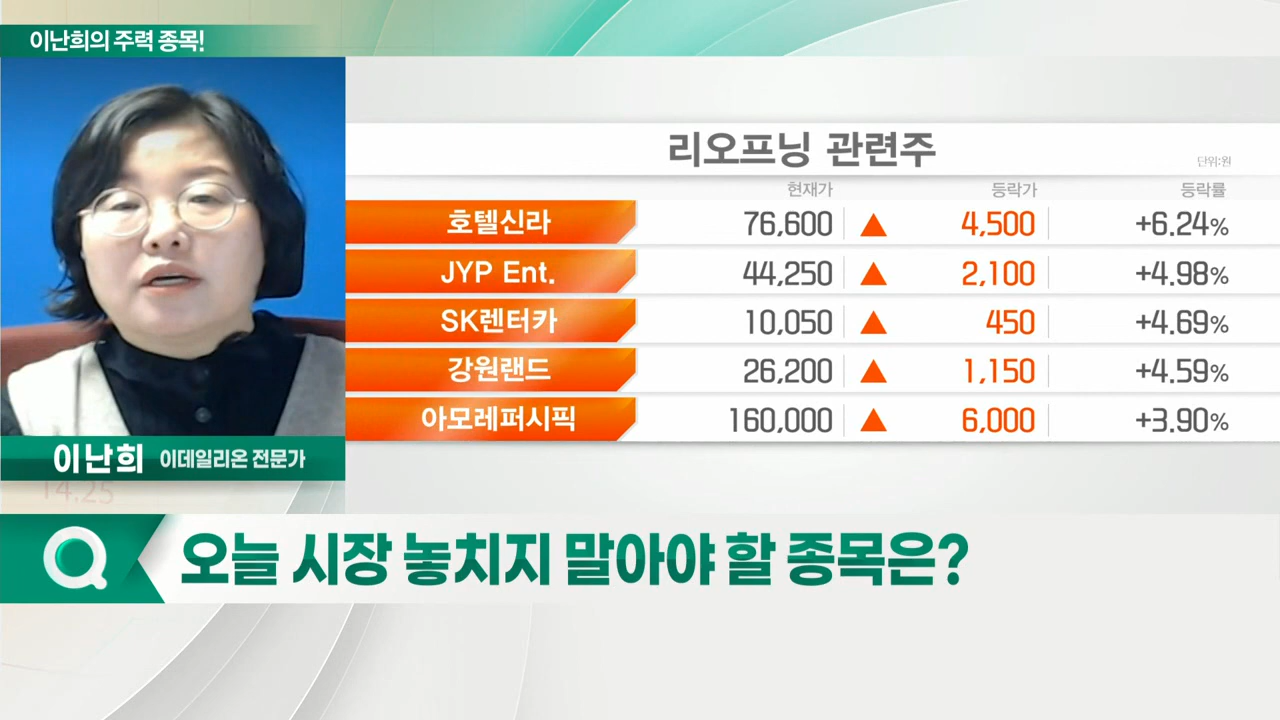 이난희의 주력 종목!
리오프닝 관련주
단위:원
현재가 등락가 등락률
호텔신라 76,600 ▲ 4,500 +6.24%
JYP Ent. 44,250 ▲ 2,100 +4.98%
SK렌터카 10,050 ▲ 450 +4.69%
강원랜드 26,200 ▲ 1,150 +4.59%
아모레퍼시픽 160,000 ▲ 6,000 +3.90%
이난희 이데일리온 전문가
14.25
Q 오늘 시장 놓치지 말아야 할 종목은?